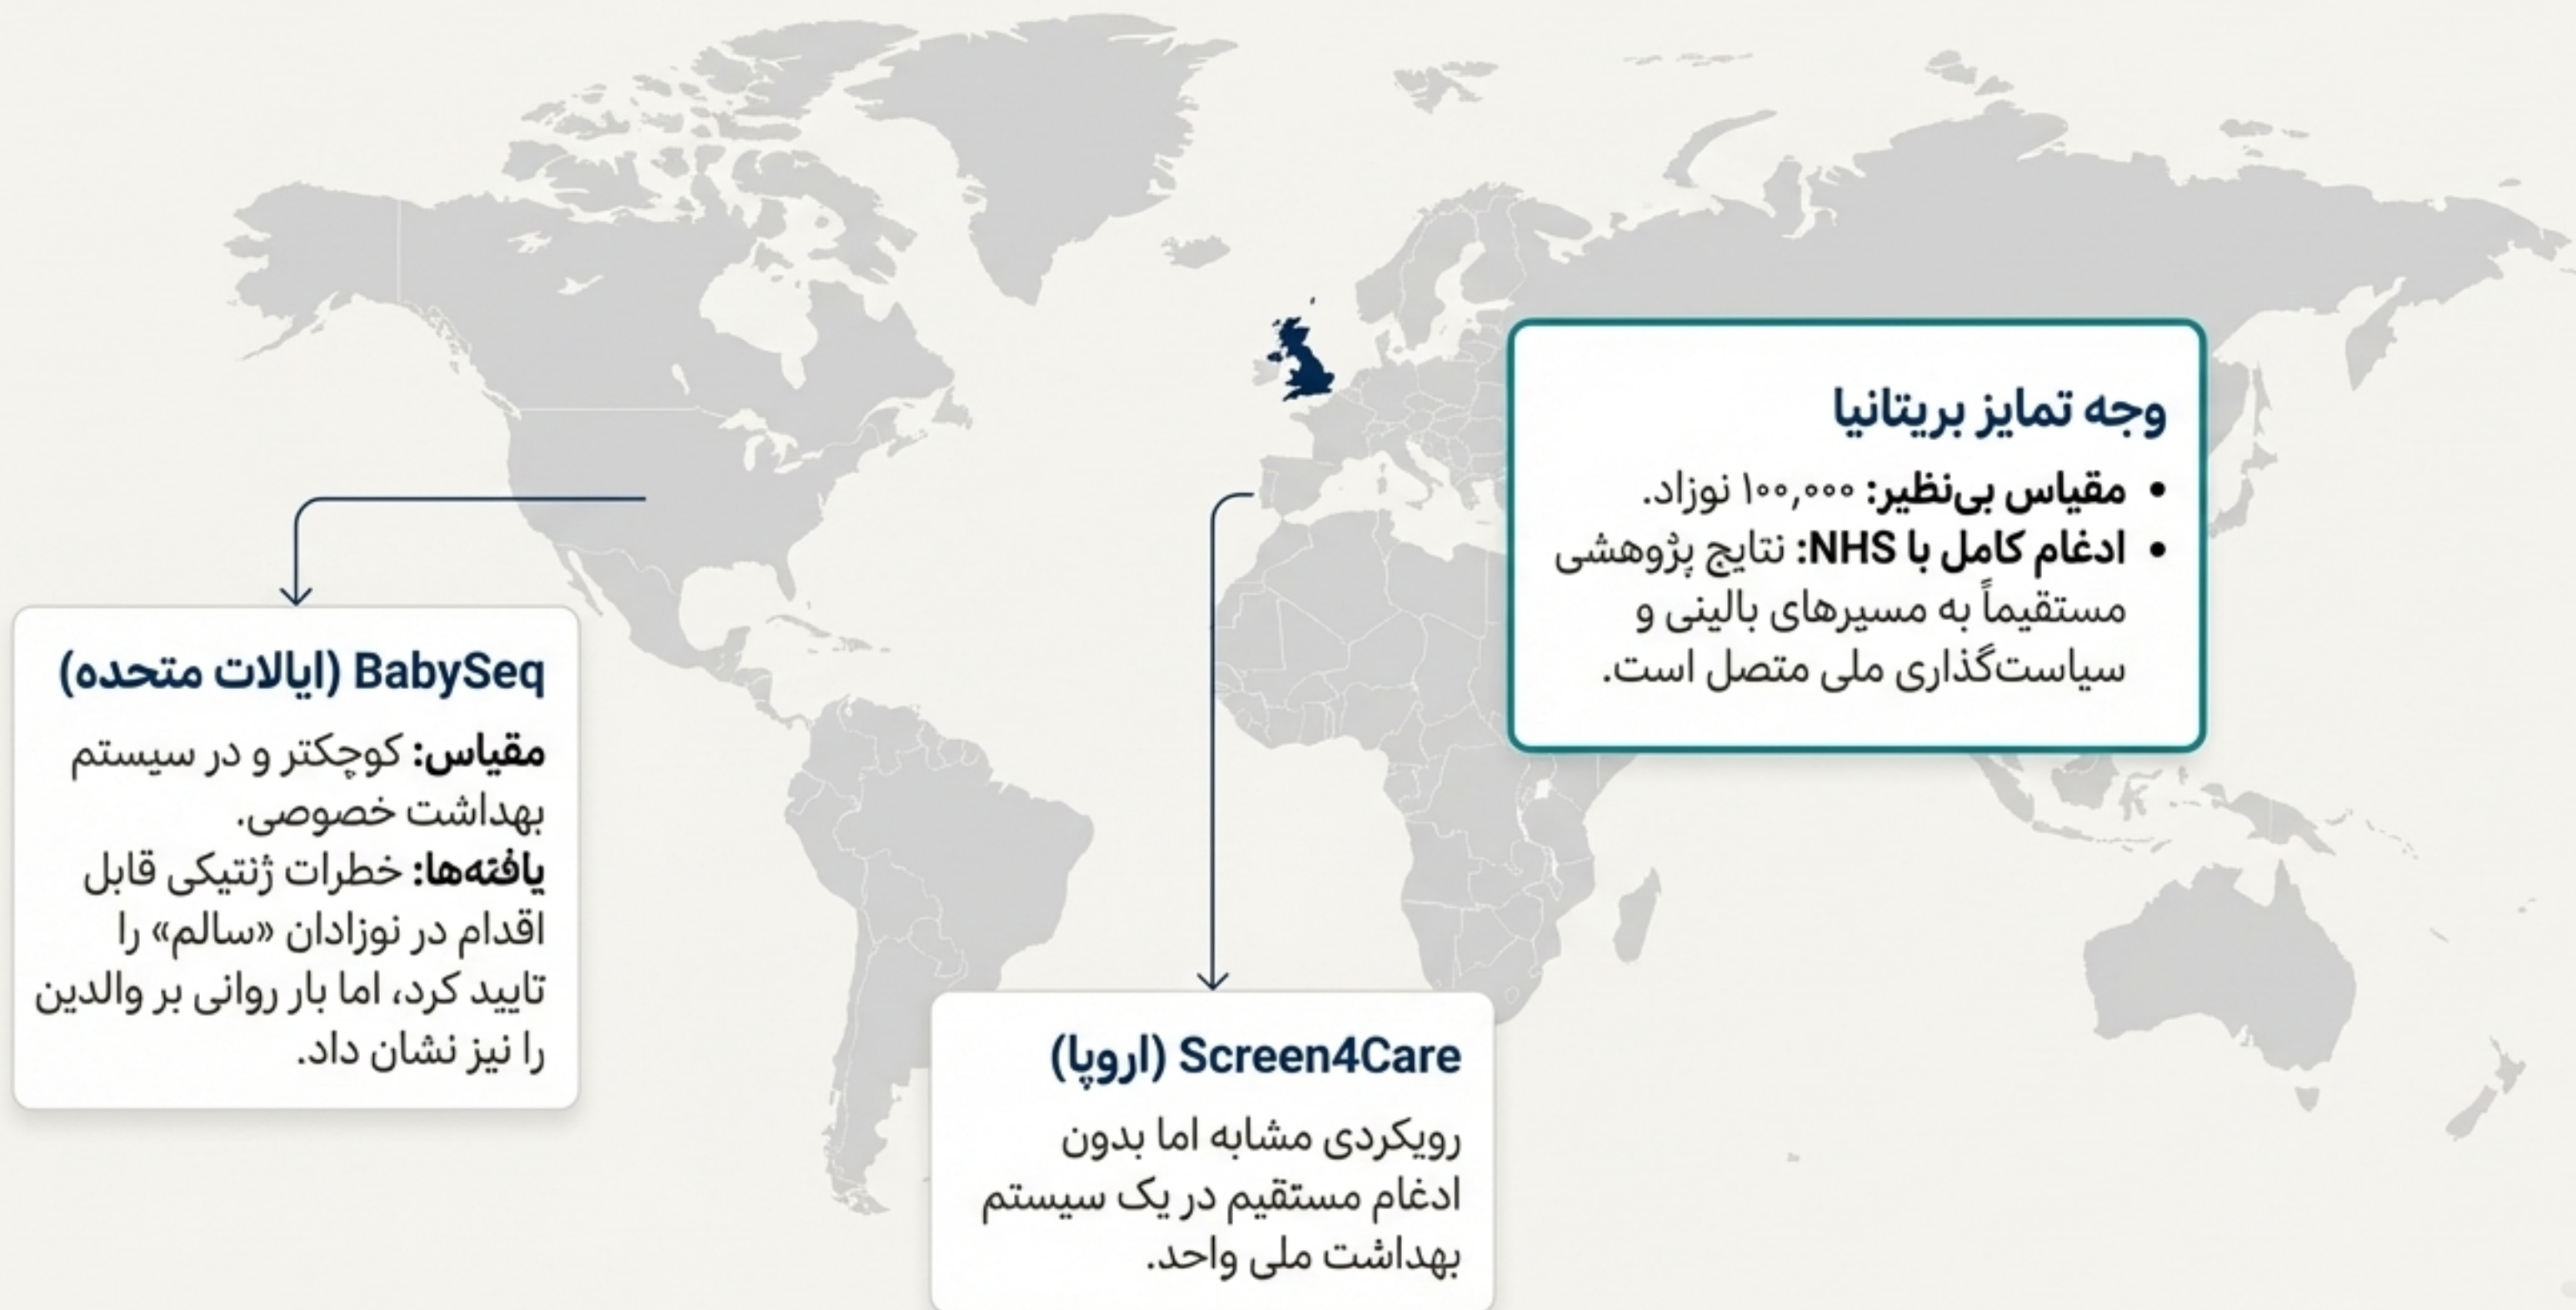 وجه تمایز بریتانیا
• مقیاس بی‌نظیر: ۱۰۰,۰۰۰ نوزاد.
• ادغام کامل با NHS: نتایج پژوهشی
مستقیماً به مسیرهای بالینی و
سیاست‌گذاری ملی متصل است.
BabySeq (ایالات متحده)
مقیاس: کوچکتر و در سیستم
بهداشت خصوصی.
یافته‌ها: خطرات ژنتیکی قابل
اقدام در نوزادان «سالم» را
تایید کرد، اما بار روانی بر والدین
را نیز نشان داد.
Screen4Care (اروپا)
رویکردی مشابه اما بدون
ادغام مستقیم در یک سیستم
بهداشت ملی واحد.